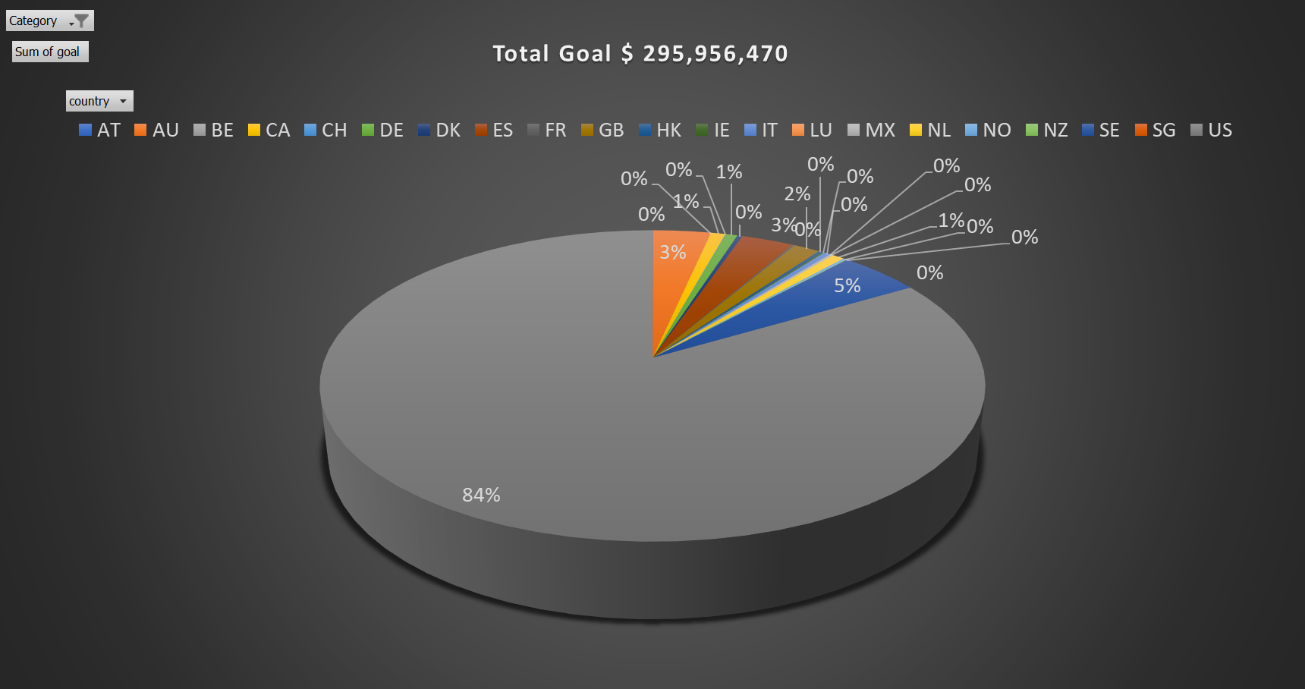 Category
Sum of goal
Total Goal $ 295,956,470
country
AT AU BE CA CH DE DK ES FR GB HK IE IT LU MX NL NO NZ SE SG US
0% 0% 1% 0% 0% 0%
0% 1% 0% 2% 0% 0%
0% 3% 0% 1% 0% 0%
3% 5% 0%
84%